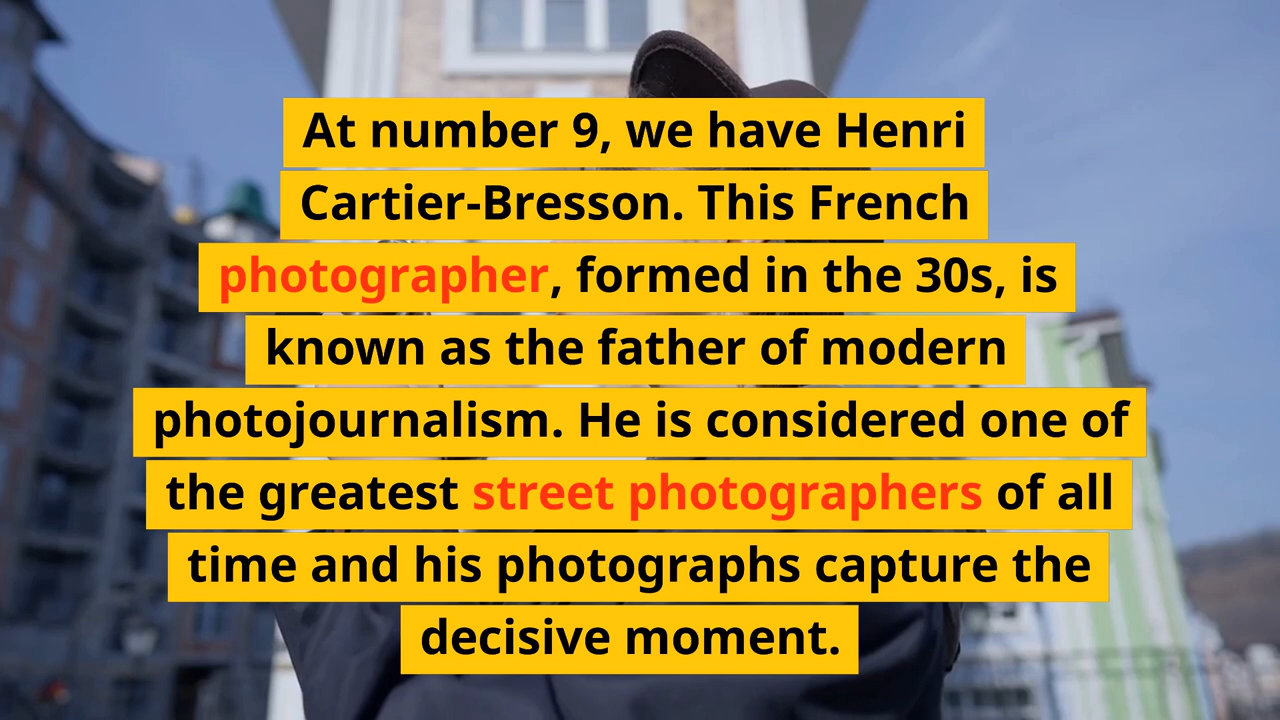 At number 9, we have Henri
Cartier-Bresson. This French
photographer, formed in the 30s, is
known as the father of modern
photojournalism. He is considered one of
the greatest street photographers of all
time and his photographs capture the
decisive moment.